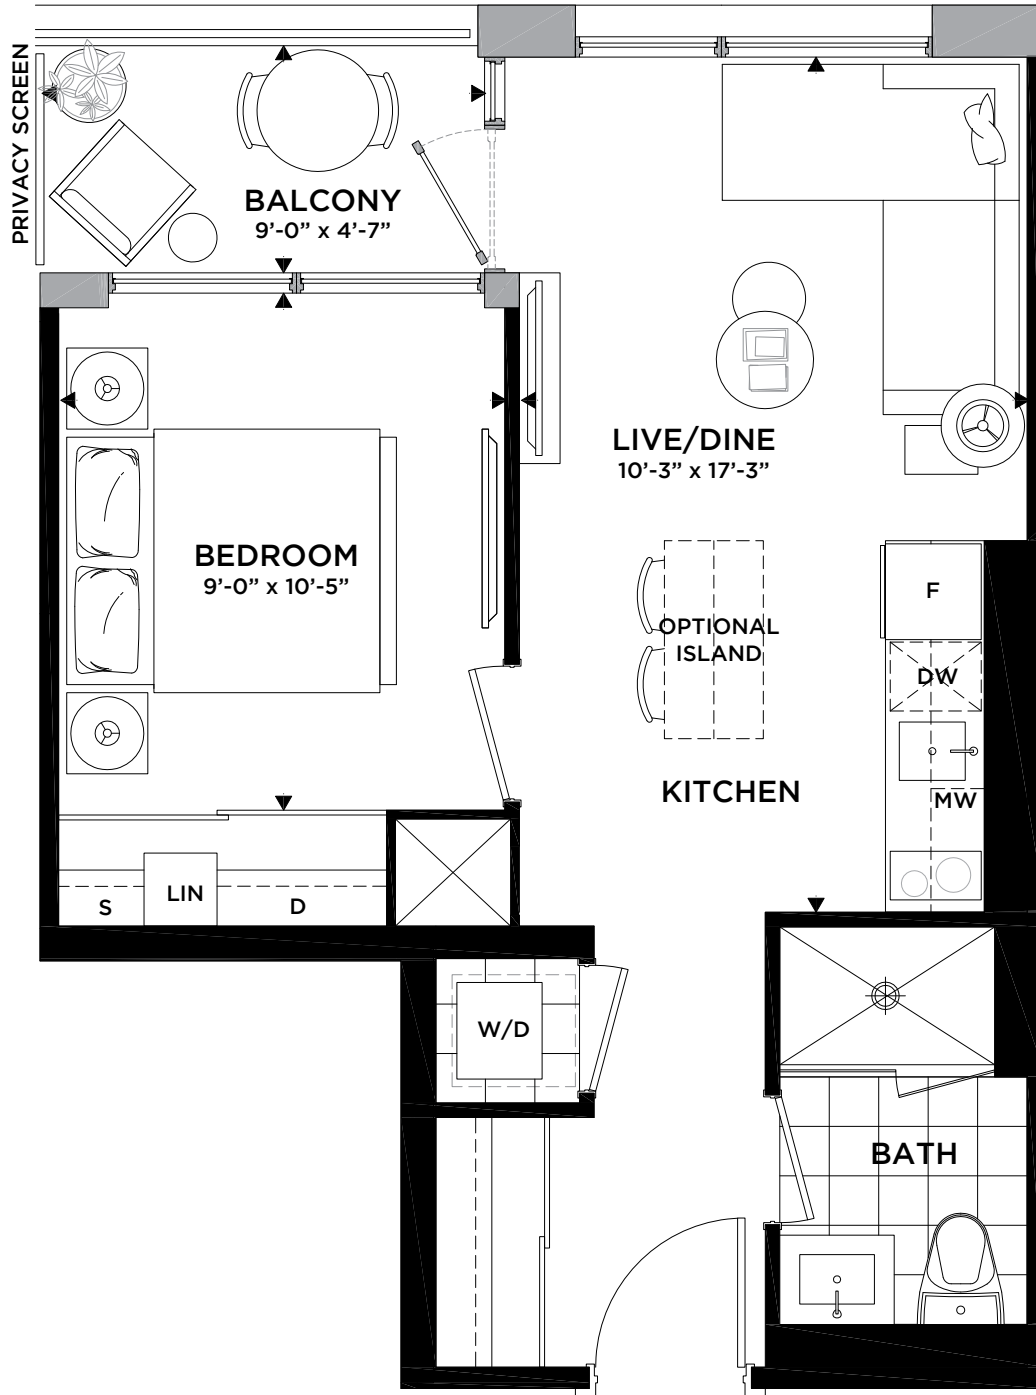 PRIVACY SCREEN
BALCONY
9’-0” x 4’-7”
LIVE/DINE
10’-3” x 17’-3”
BEDROOM
9’-0” x 10’-5”
F
OPTIONAL
ISLAND
DW
KITCHEN
MW
S
LIN
D
W/D
BATH